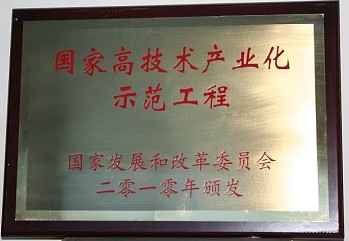 国家高技术产业化
示范工程
国家发展和改革委员会
二零一零年颁发